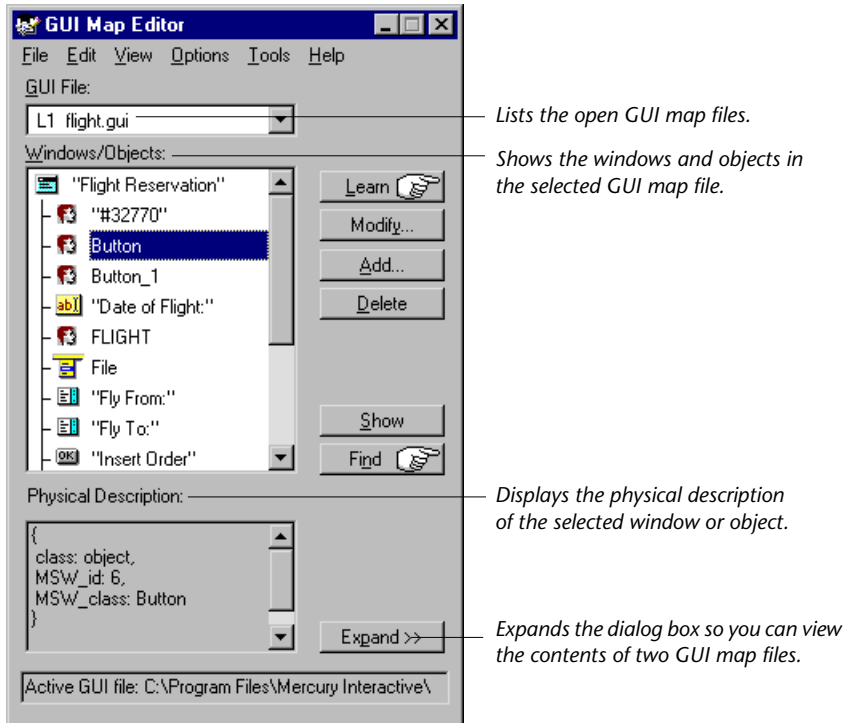 GUI Map Editor
File Edit View Options Tools Help
GUI File:
L1 flight.gui
Lists the open GUI map files.
Windows/Objects:
Shows the windows and objects in
the selected GUI map file.
"Flight Reservation"
"#32770"
Button
Button_1
ab "Date of Flight:"
FLIGHT
File
"Fly From:"
"Fly To:"
OK "Insert Order"
Learn
Modify...
Add...
Delete
Show
Find
Physical Description:
Displays the physical description
of the selected window or object.
{
class: object,
MSW_id: 6,
MSW_class: Button
}
Expand >>
Expands the dialog box so you can view
the contents of two GUI map files.
Active GUI file: C:\Program Files\Mercury Interactive\